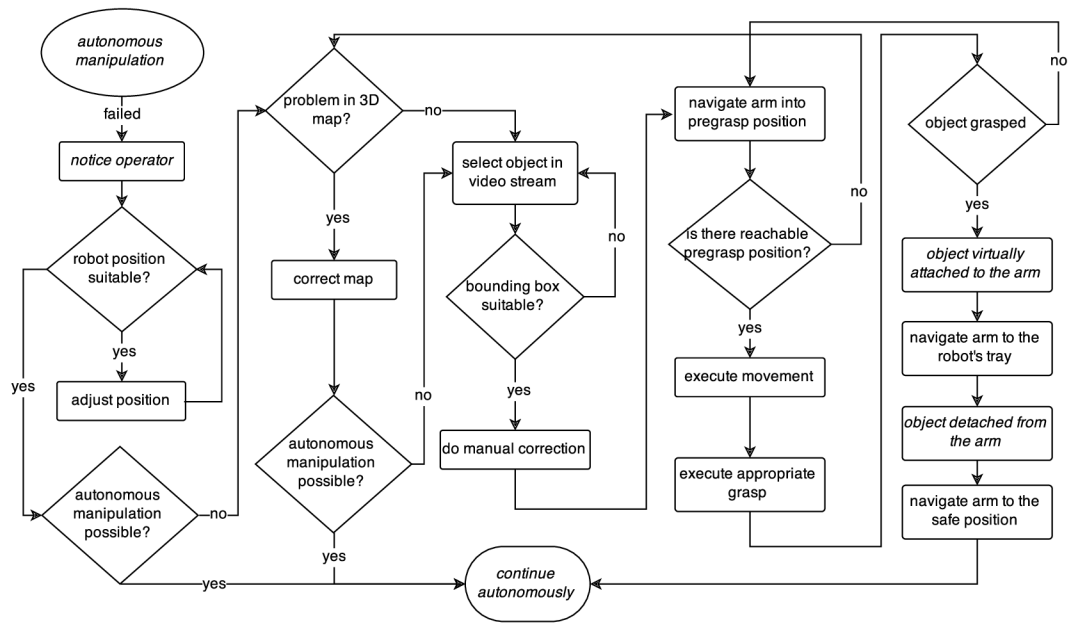 autonomous
manipulation
failed
notice operator
robot position
suitable?
yes
adjust position
yes
autonomous
manipulation
possible?
no
yes
problem in 3D
map?
no
yes
correct map
autonomous
manipulation
possible?
no
yes
select object in
video stream
bounding box
suitable?
no
yes
do manual correction
navigate arm into
pregrasp position
is there reachable
pregrasp position?
no
yes
execute movement
execute appropriate
grasp
object grasped
no
yes
object virtually
attached to the arm
navigate arm to the
robot's tray
object detached from
the arm
navigate arm to the
safe position
continue
autonomously